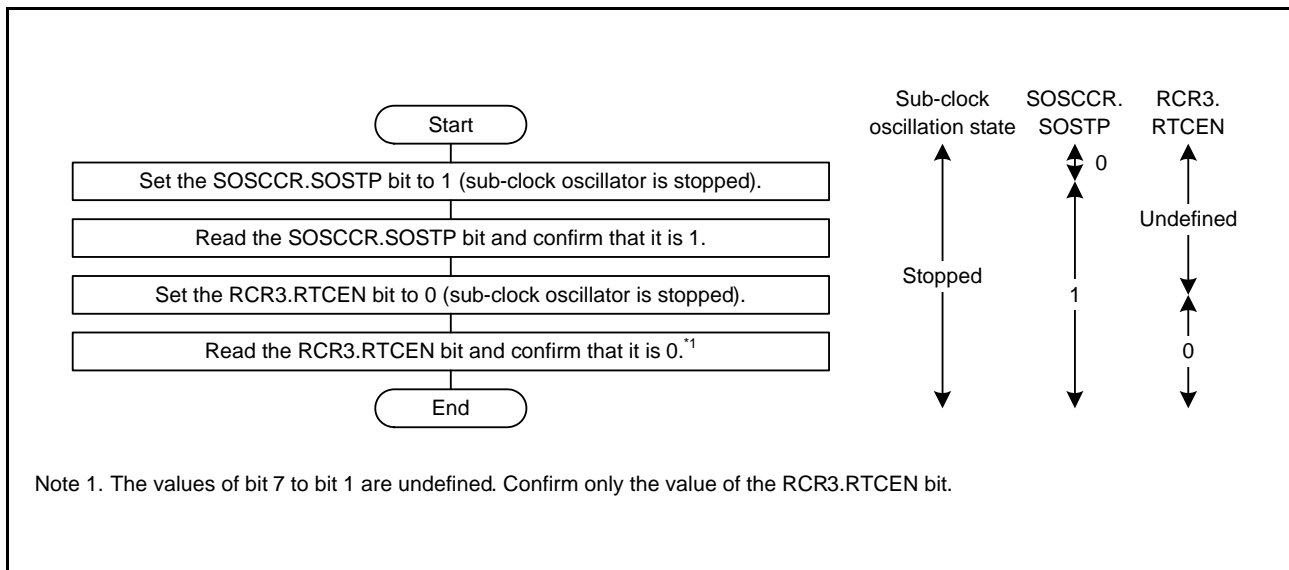 Start
Set the SOSCCR.SOSTP bit to 1 (sub-clock oscillator is stopped).
Read the SOSCCR.SOSTP bit and confirm that it is 1.
Set the RCR3.RTCEN bit to 0 (sub-clock oscillator is stopped).
Read the RCR3.RTCEN bit and confirm that it is 0.*1
End
Sub-clock
oscillation state
Stopped
SOSCCR.
SOSTP
0
1
RCR3.
RTCEN
Undefined
0
Note 1. The values of bit 7 to bit 1 are undefined. Confirm only the value of the RCR3.RTCEN bit.